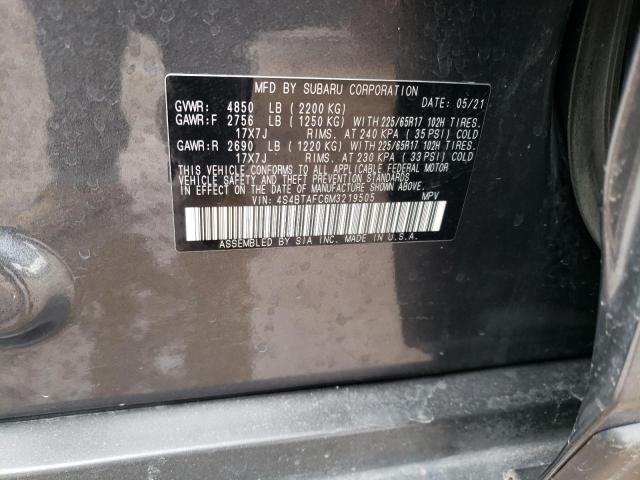 MFD BY SUBARU CORPORATION
GVWR: 4850 LB (2200 KG) DATE: 05/21
GAWR:F 2756 LB (1250 KG) WITH 225/65R17 102H TIRES.
17X7J RIMS. AT 240 KPA (35 PSI) COLD
GAWR:R 2690 LB (1220 KG) WITH 225/65R17 102H TIRES.
17X7J RIMS. AT 230 KPA (33 PSI) COLD
THIS VEHICLE CONFORMS TO ALL APPLICABLE FEDERAL MOTOR
VEHICLE SAFETY AND THEFT PREVENTION STANDARDS
IN EFFECT ON THE DATE OF MANUFACTURE SHOWN ABOVE.
VIN: 4S4BTAFC6M3219505 MPV
ASSEMBLED BY SIA INC. MADE IN U.S.A.